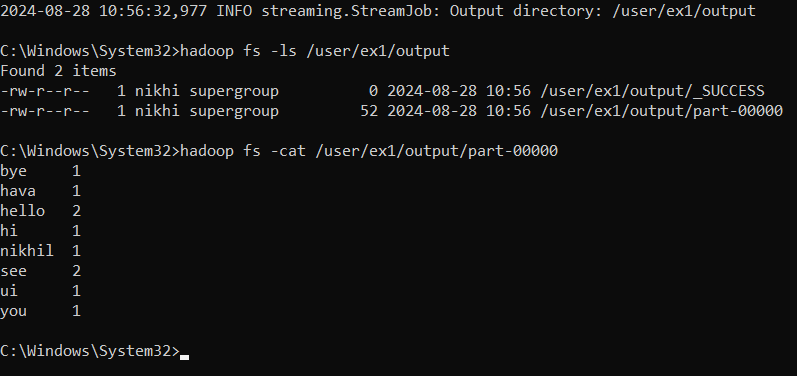 2024-08-28 10:56:32,977 INFO streaming.StreamJob: Output directory: /user/ex1/output
C:\Windows\System32>hadoop fs -ls /user/ex1/output
Found 2 items
-rw-r--r--   1 nikhi supergroup          0 2024-08-28 10:56 /user/ex1/output/_SUCCESS
-rw-r--r--   1 nikhi supergroup         52 2024-08-28 10:56 /user/ex1/output/part-00000
C:\Windows\System32>hadoop fs -cat /user/ex1/output/part-00000
bye     1
hava    1
hello   2
hi      1
nikhil  1
see     2
ui      1
you     1
C:\Windows\System32>